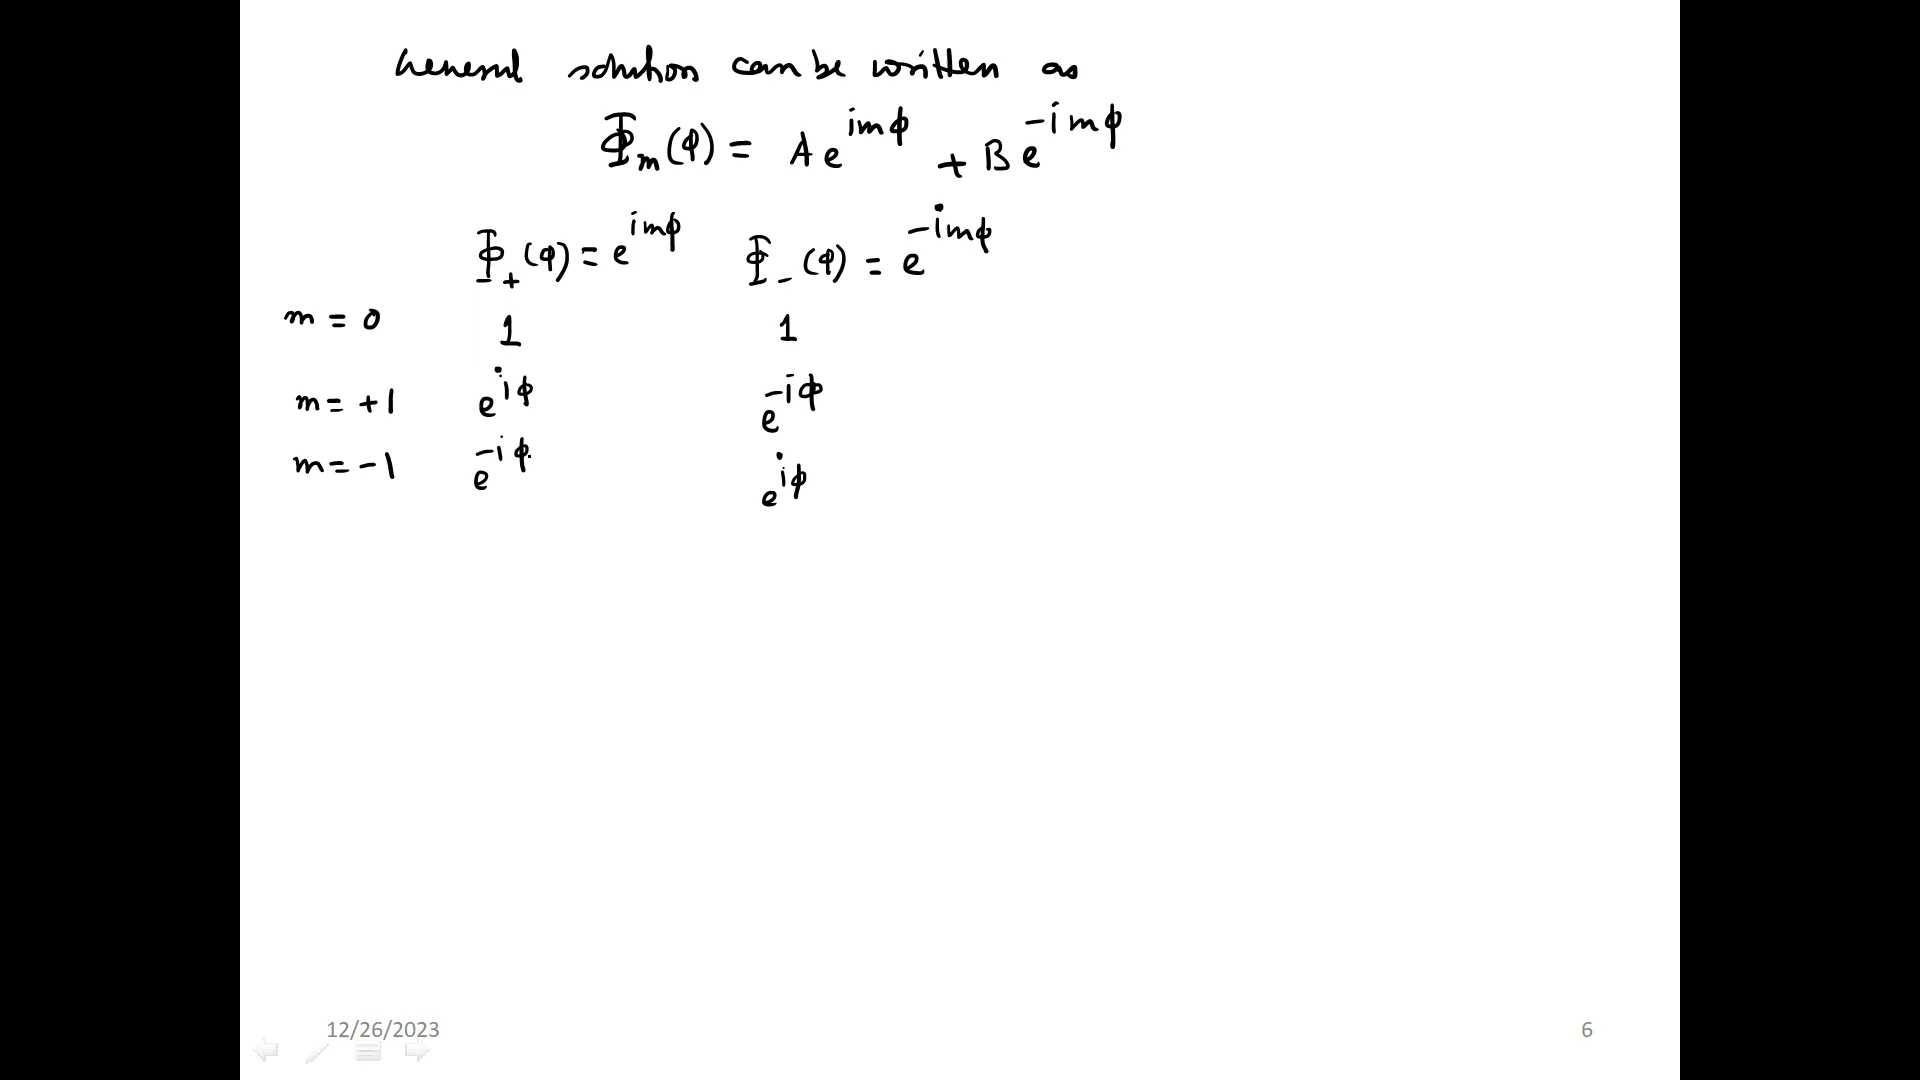 General solution can be written as
Φₘ(φ) = A e^{imφ} + B e^{-imφ}
Φ₊(φ) = e^{imφ} Φ₋(φ) = e^{-imφ}
m = 0 1 1
m = +1 e^{iφ} e^{-iφ}
m = -1 e^{-iφ} e^{iφ}
12/26/2023 6